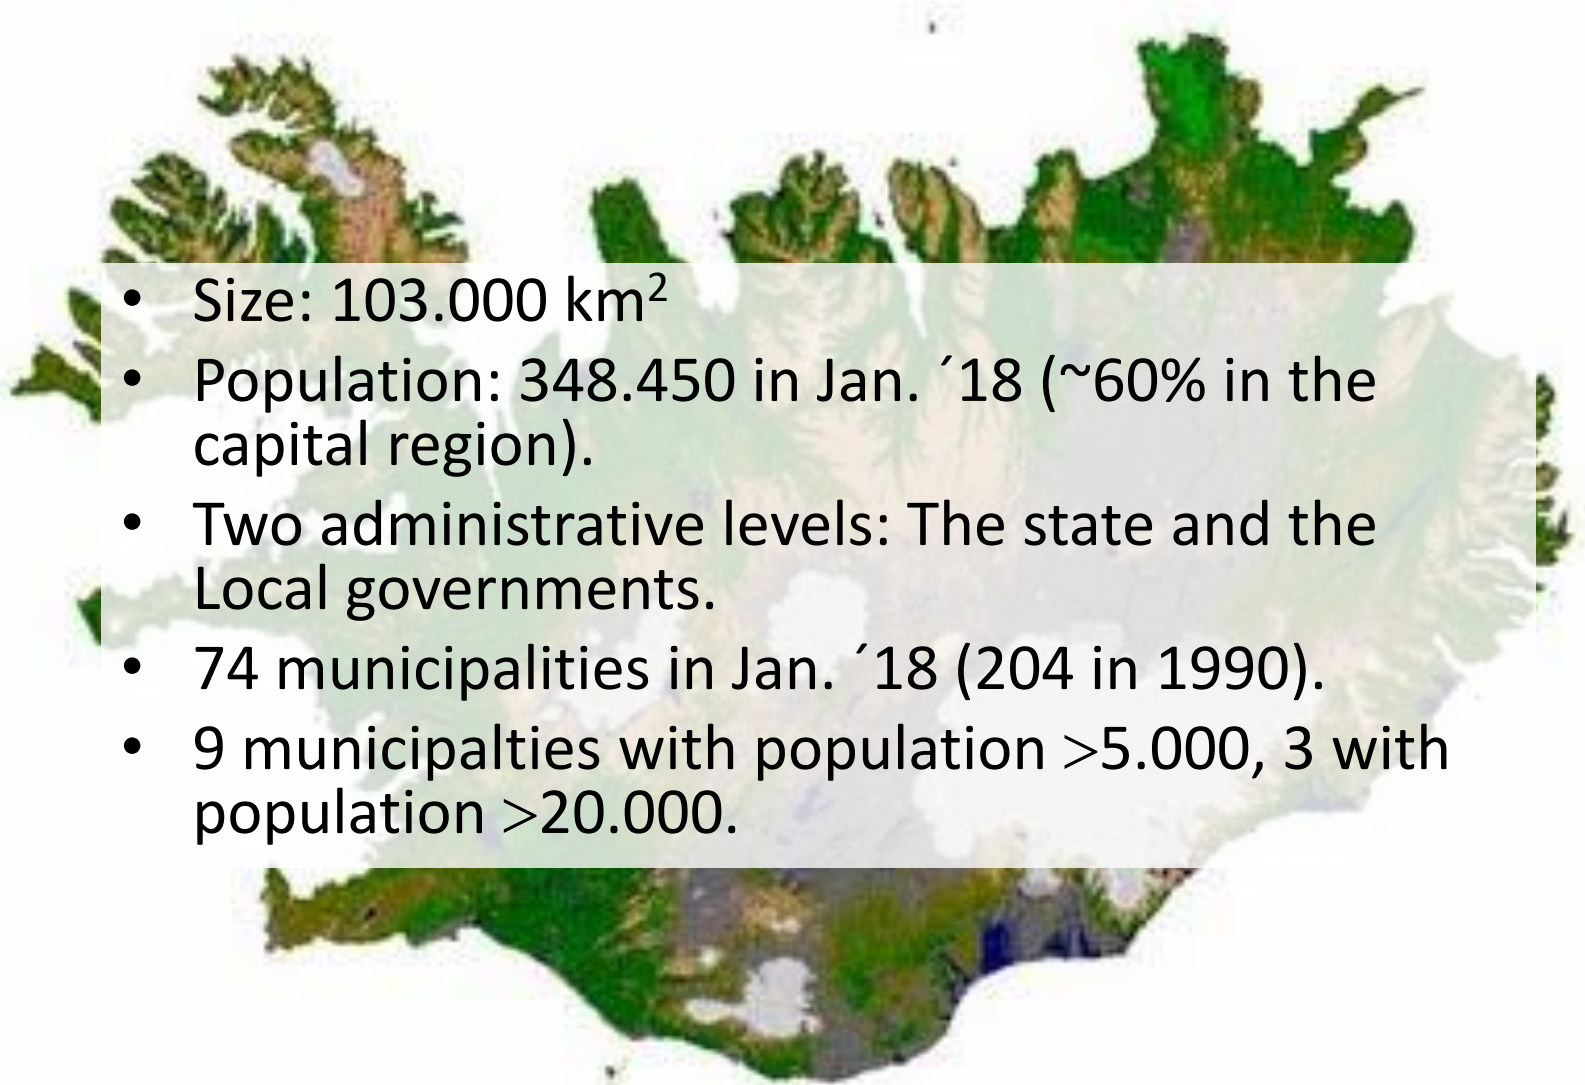 • Size: 103.000 km²
• Population: 348.450 in Jan. ´18 (~60% in the
capital region).
• Two administrative levels: The state and the
Local governments.
• 74 municipalities in Jan. ´18 (204 in 1990).
• 9 municipalties with population >5.000, 3 with
population >20.000.